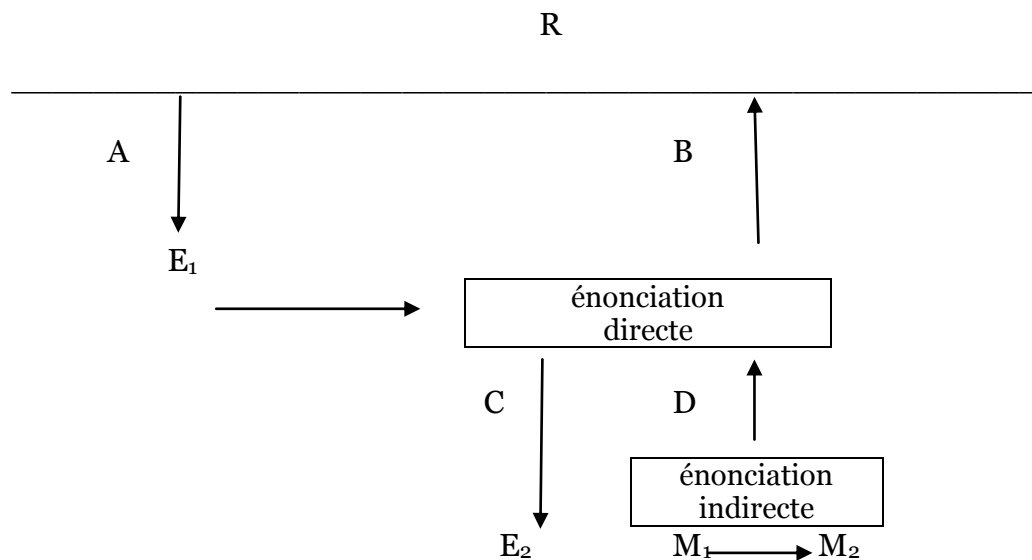 R
A B
E₁
énonciation
directe
C D
énonciation
indirecte
E₂ M₁ M₂